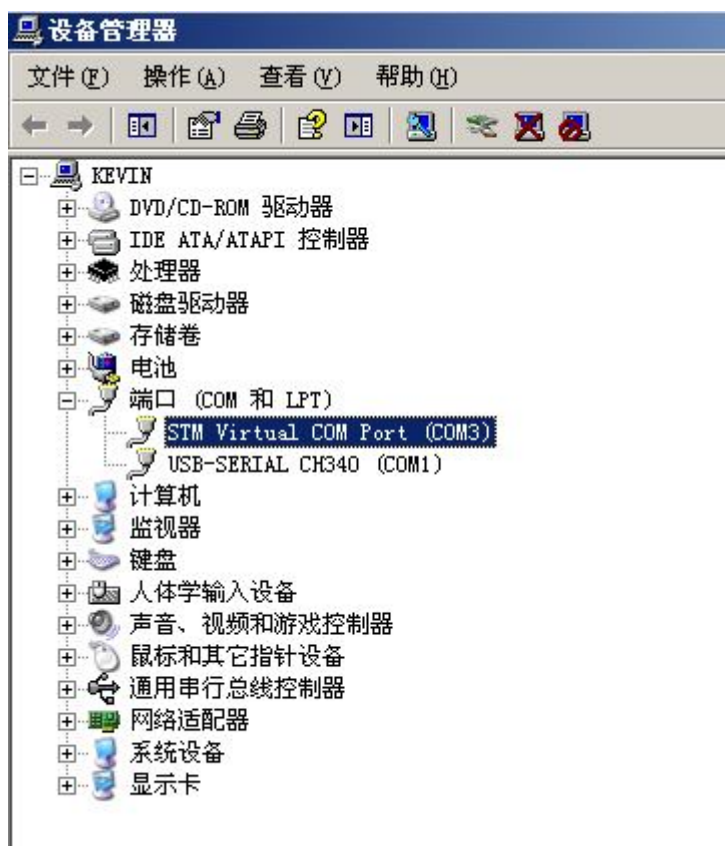 设备管理器
文件(F) 操作(A) 查看(V) 帮助(H)
KEVIN
DVD/CD-ROM 驱动器
IDE ATA/ATAPI 控制器
处理器
磁盘驱动器
存储卷
电池
端口 (COM 和 LPT)
STM Virtual COM Port (COM3)
USB-SERIAL CH340 (COM1)
计算机
监视器
键盘
人体学输入设备
声音、视频和游戏控制器
鼠标和其它指针设备
通用串行总线控制器
网络适配器
系统设备
显示卡